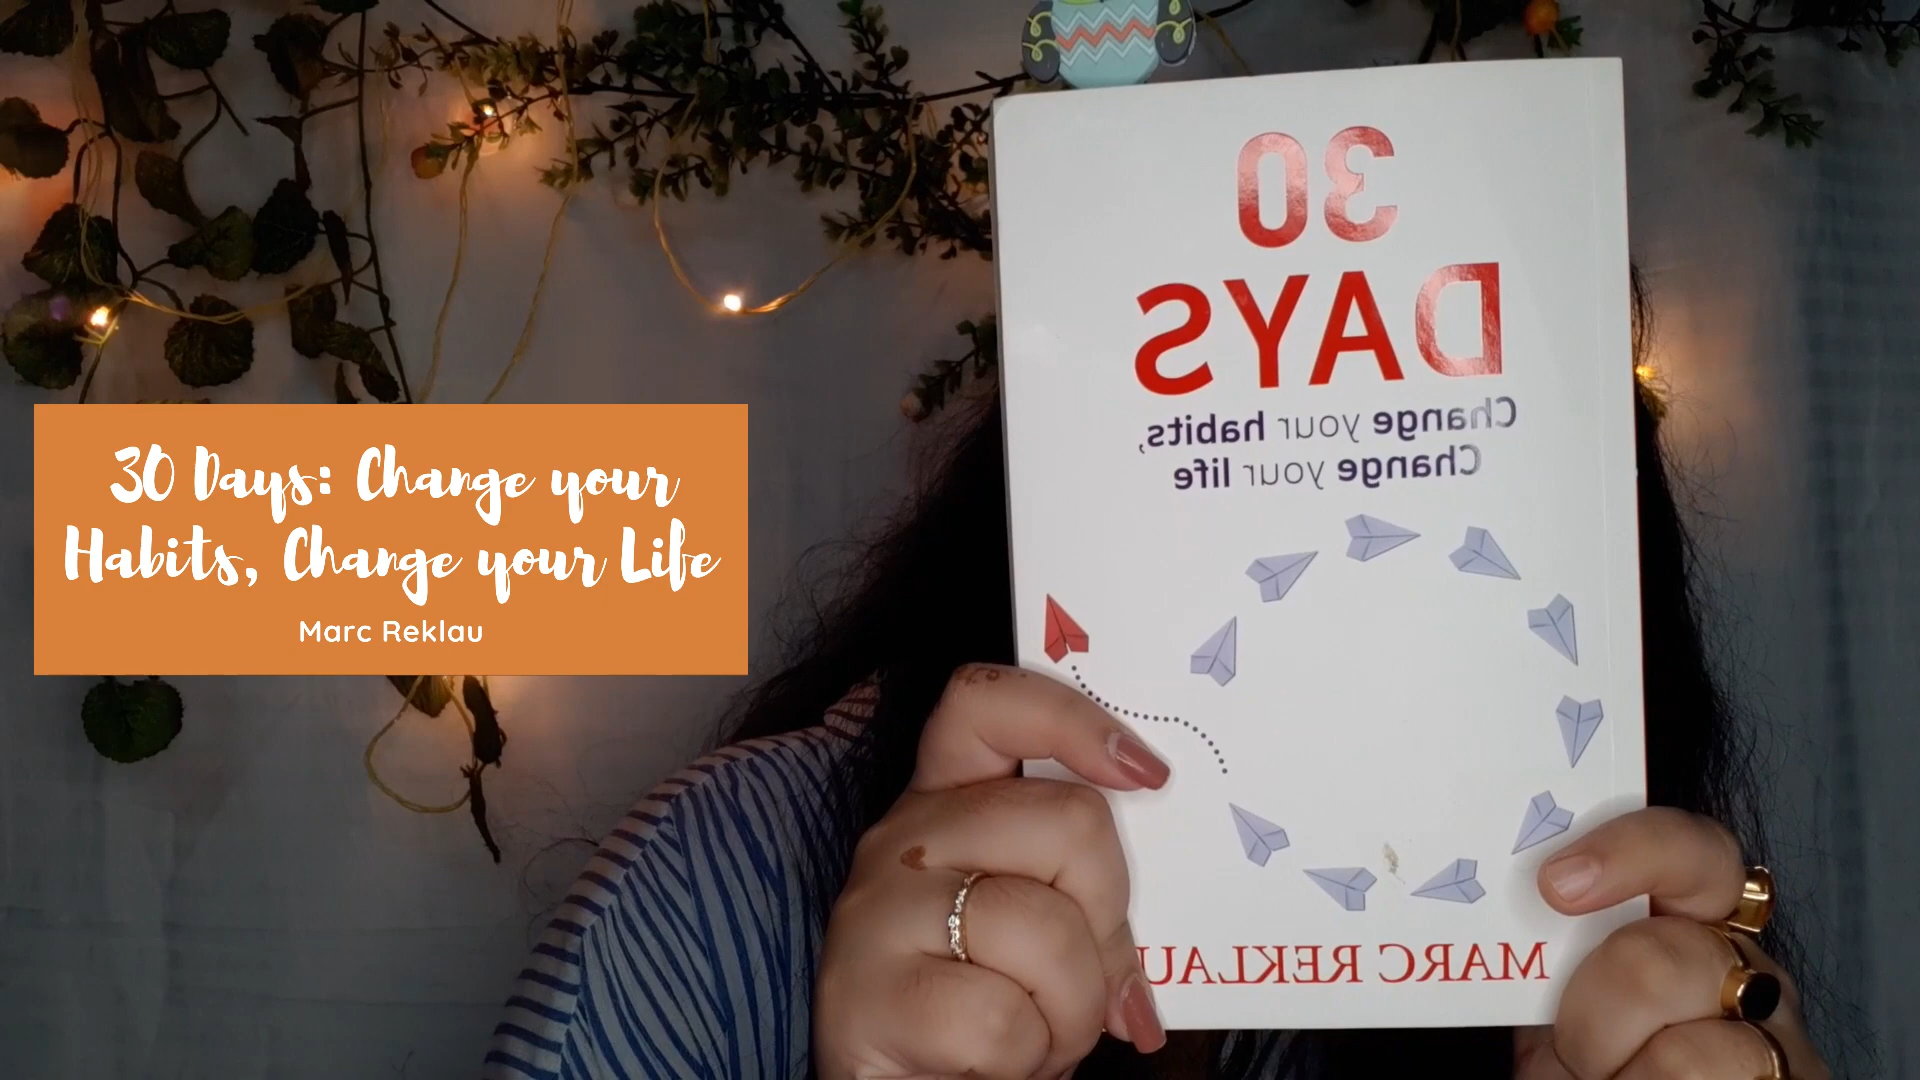 30 Days: Change your
Habits, Change your Life
Marc Reklau
30
DAYS
Change your habits,
Change your life
MARC REKLAU